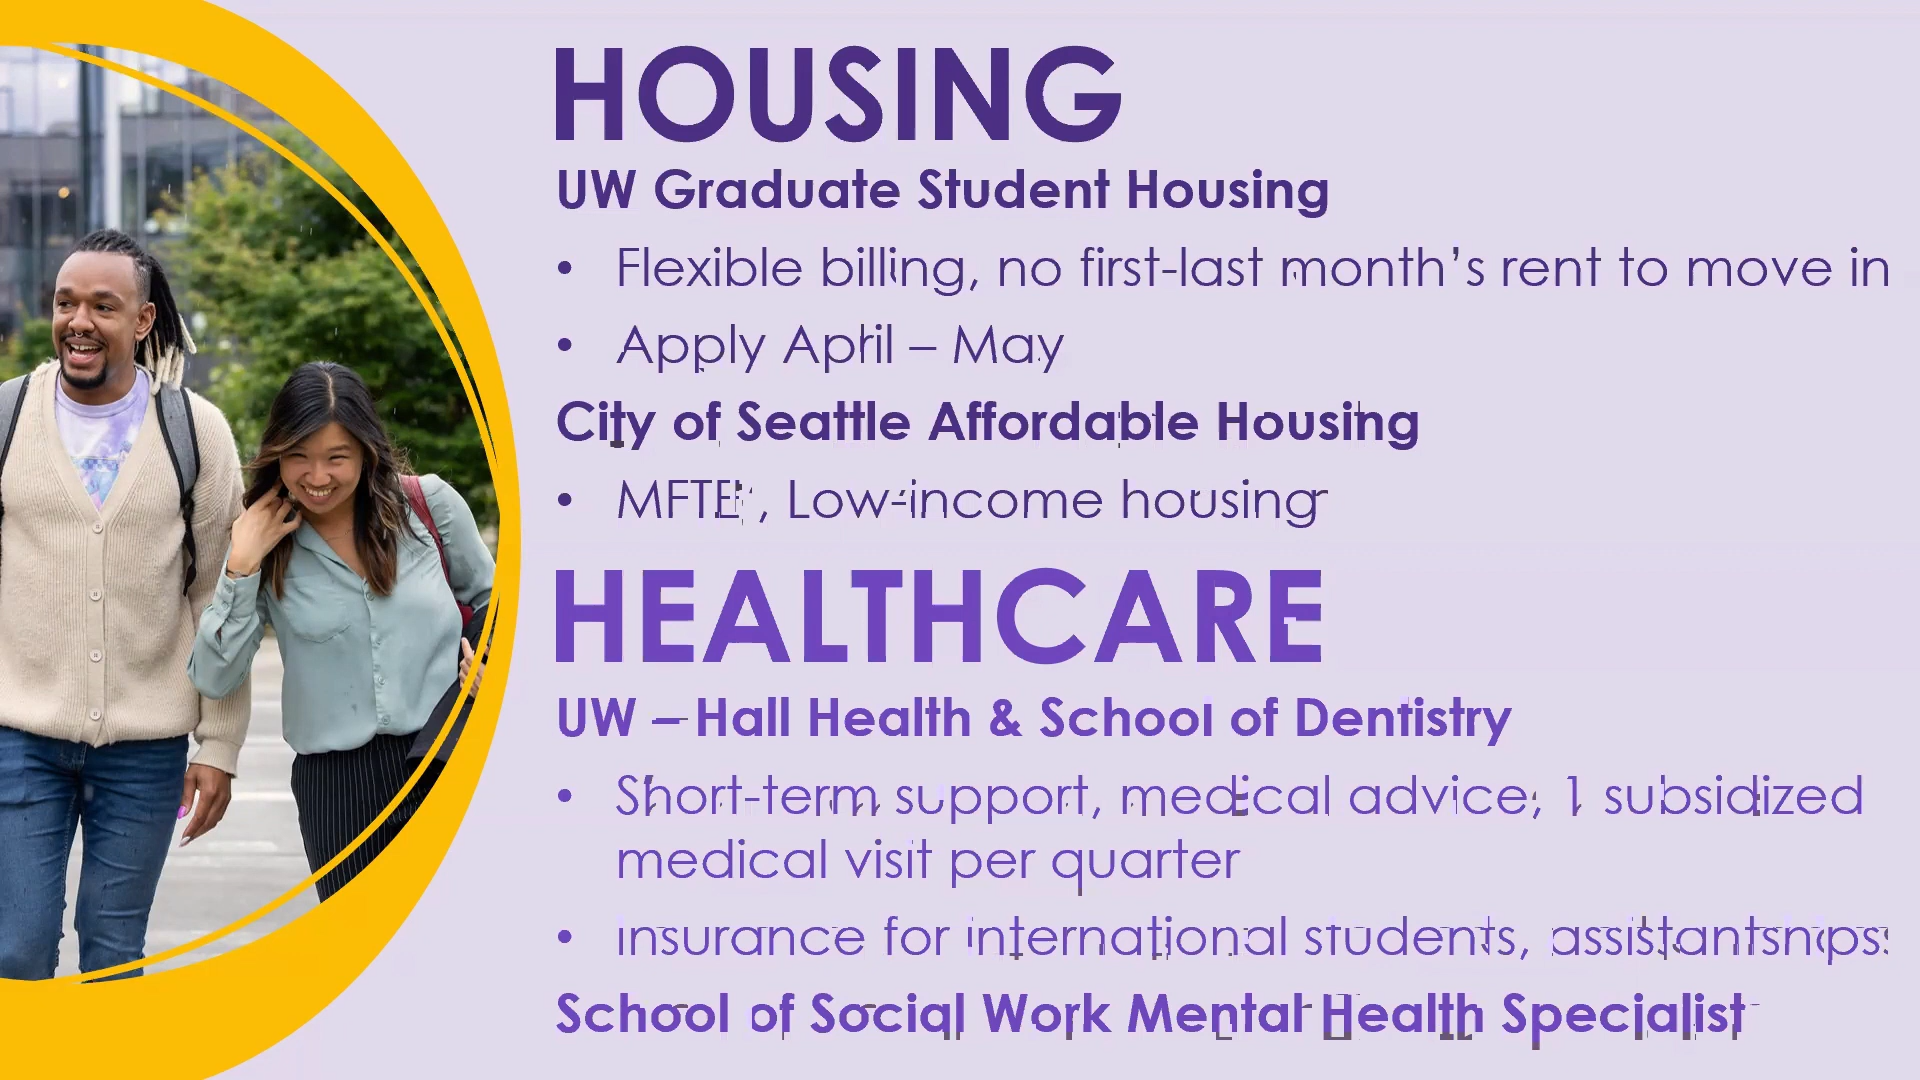 HOUSING
UW Graduate Student Housing
• Flexible billing, no first-last month’s rent to move in
• Apply April – May
City of Seattle Affordable Housing
• MFTE, Low-income housing
HEALTHCARE
UW – Hall Health & School of Dentistry
• Short-term support, medical advice, 1 subsidized
medical visit per quarter
• Insurance for international students, assistantships
School of Social Work Mental Health Specialist